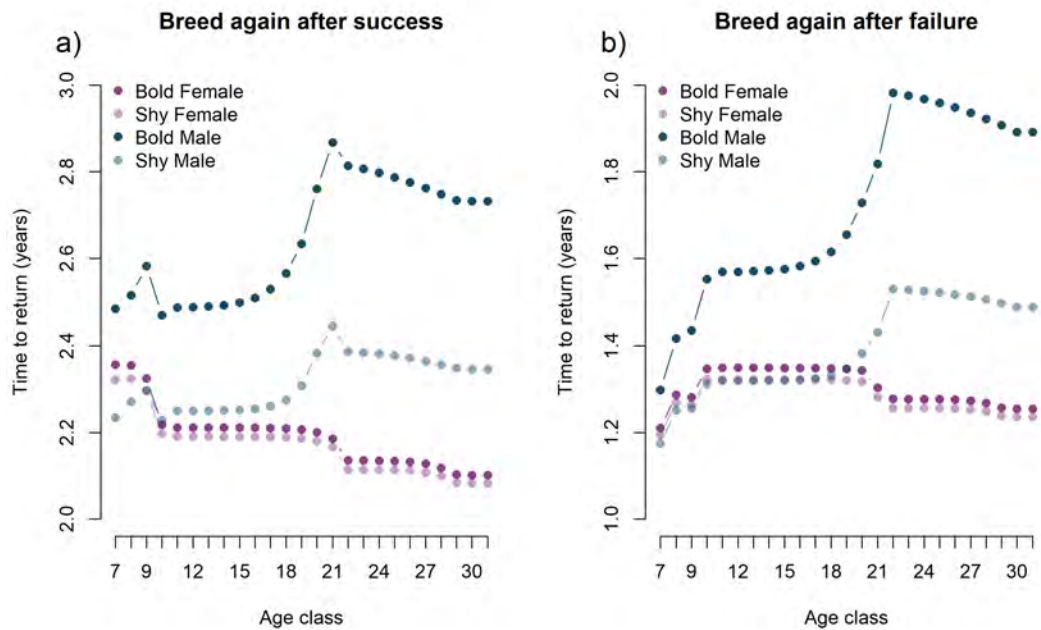 Breed again after success
a)
Bold Female
Shy Female
Bold Male
Shy Male
Time to return (years)
3.0
2.8
2.6
2.4
2.2
2.0
7 9 12 15 18 21 24 27 30
Age class
Breed again after failure
b)
Bold Female
Shy Female
Bold Male
Shy Male
Time to return (years)
2.0
1.8
1.6
1.4
1.2
1.0
7 9 12 15 18 21 24 27 30
Age class